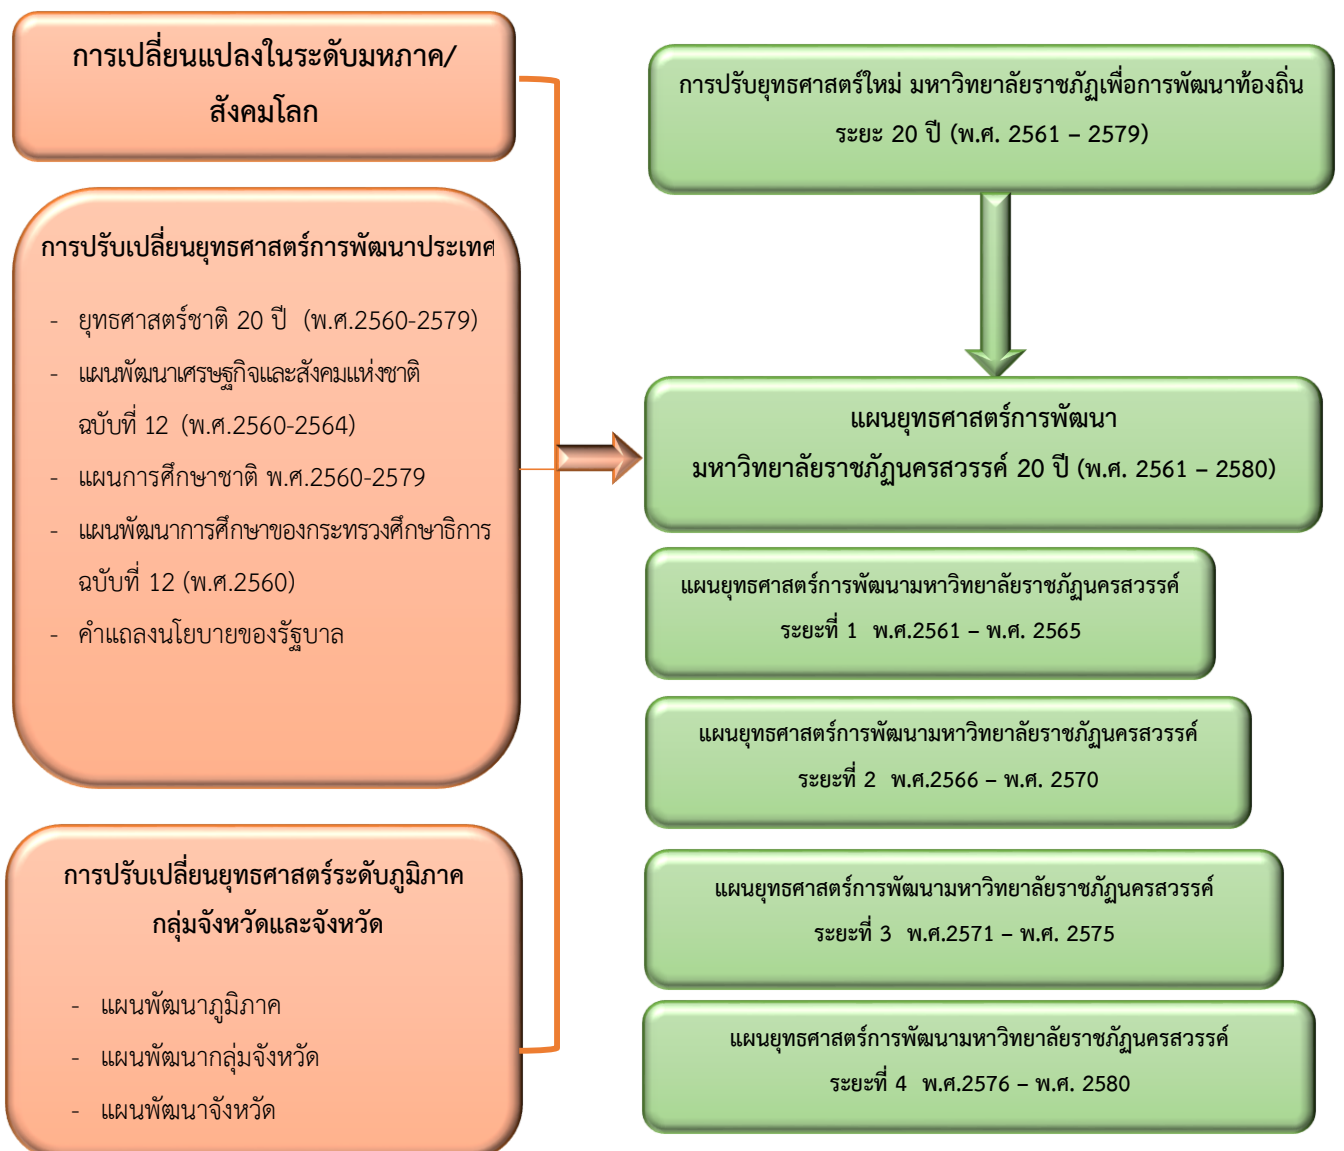 การเปลี่ยนแปลงในระดับมหภาค/
สังคมโลก
การปรับเปลี่ยนยุทธศาสตร์การพัฒนาประเทศ
- ยุทธศาสตร์ชาติ 20 ปี (พ.ศ.2560-2579)
- แผนพัฒนาเศรษฐกิจและสังคมแห่งชาติ
ฉบับที่ 12 (พ.ศ.2560-2564)
- แผนการศึกษาชาติ พ.ศ.2560-2579
- แผนพัฒนาการศึกษาของกระทรวงศึกษาธิการ
ฉบับที่ 12 (พ.ศ.2560)
- คำแถลงนโยบายของรัฐบาล
การปรับเปลี่ยนยุทธศาสตร์ระดับภูมิภาค
กลุ่มจังหวัดและจังหวัด
- แผนพัฒนาภูมิภาค
- แผนพัฒนากลุ่มจังหวัด
- แผนพัฒนาจังหวัด
การปรับยุทธศาสตร์ใหม่ มหาวิทยาลัยราชภัฏเพื่อการพัฒนาท้องถิ่น
ระยะ 20 ปี (พ.ศ. 2561 – 2579)
แผนยุทธศาสตร์การพัฒนา
มหาวิทยาลัยราชภัฏนครสวรรค์ 20 ปี (พ.ศ. 2561 – 2580)
แผนยุทธศาสตร์การพัฒนามหาวิทยาลัยราชภัฏนครสวรรค์
ระยะที่ 1 พ.ศ.2561 – พ.ศ. 2565
แผนยุทธศาสตร์การพัฒนามหาวิทยาลัยราชภัฏนครสวรรค์
ระยะที่ 2 พ.ศ.2566 – พ.ศ. 2570
แผนยุทธศาสตร์การพัฒนามหาวิทยาลัยราชภัฏนครสวรรค์
ระยะที่ 3 พ.ศ.2571 – พ.ศ. 2575
แผนยุทธศาสตร์การพัฒนามหาวิทยาลัยราชภัฏนครสวรรค์
ระยะที่ 4 พ.ศ.2576 – พ.ศ. 2580